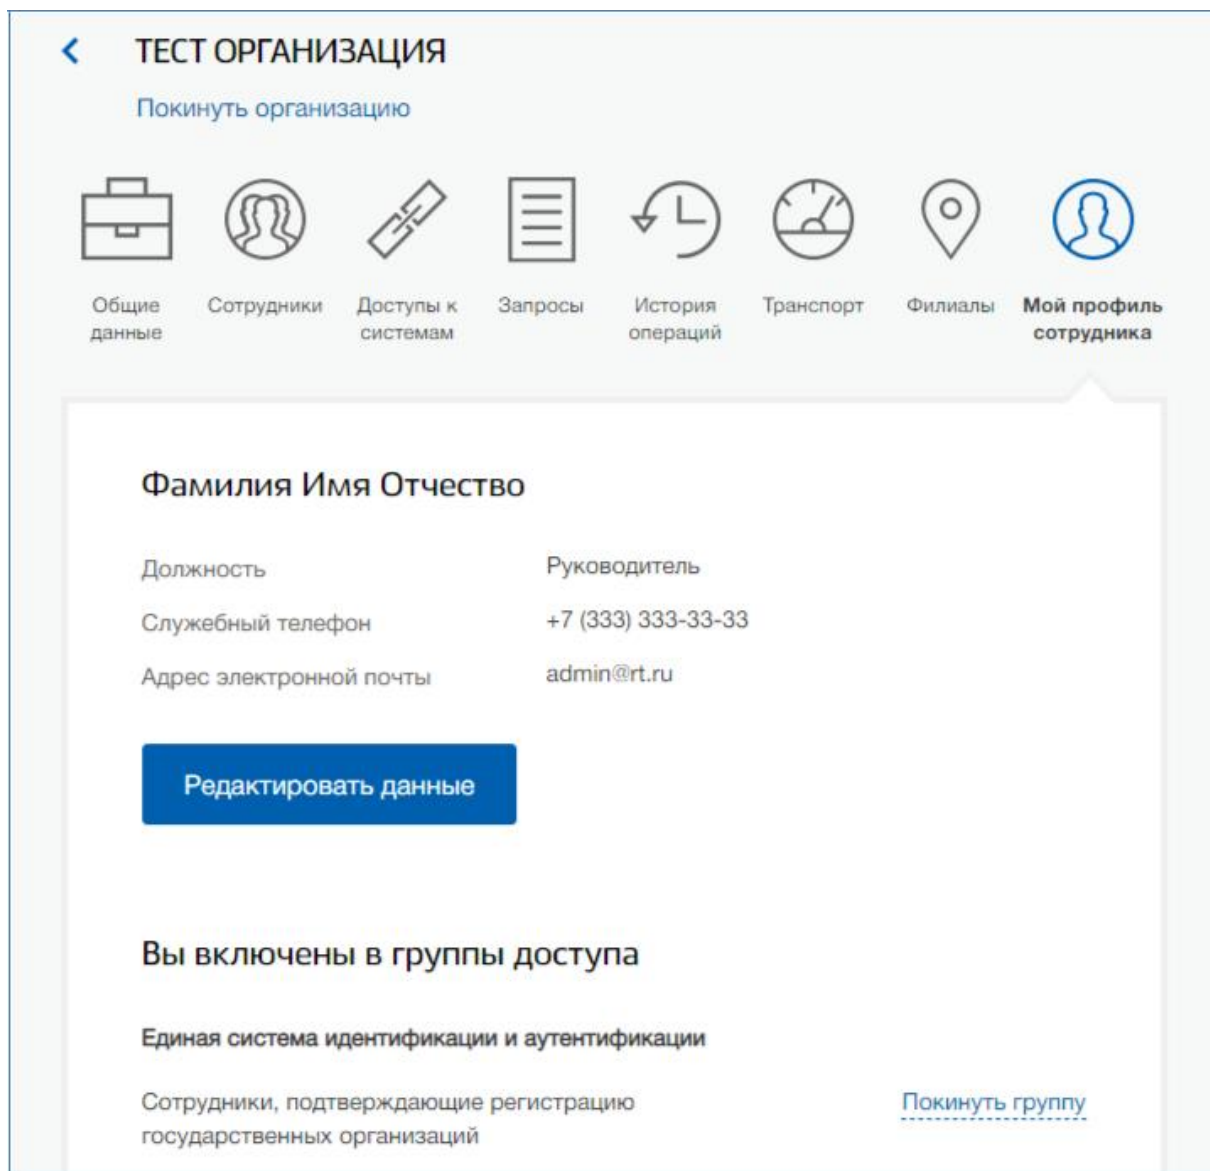 ТЕСТ ОРГАНИЗАЦИЯ
Покинуть организацию
Общие данные
Сотрудники
Доступы к системам
Запросы
История операций
Транспорт
Филиалы
Мой профиль сотрудника
Фамилия Имя Отчество
Должность Руководитель
Служебный телефон +7 (333) 333-33-33
Адрес электронной почты admin@rt.ru
Редактировать данные
Вы включены в группы доступа
Единая система идентификации и аутентификации
Сотрудники, подтверждающие регистрацию Покинуть группу
государственных организаций